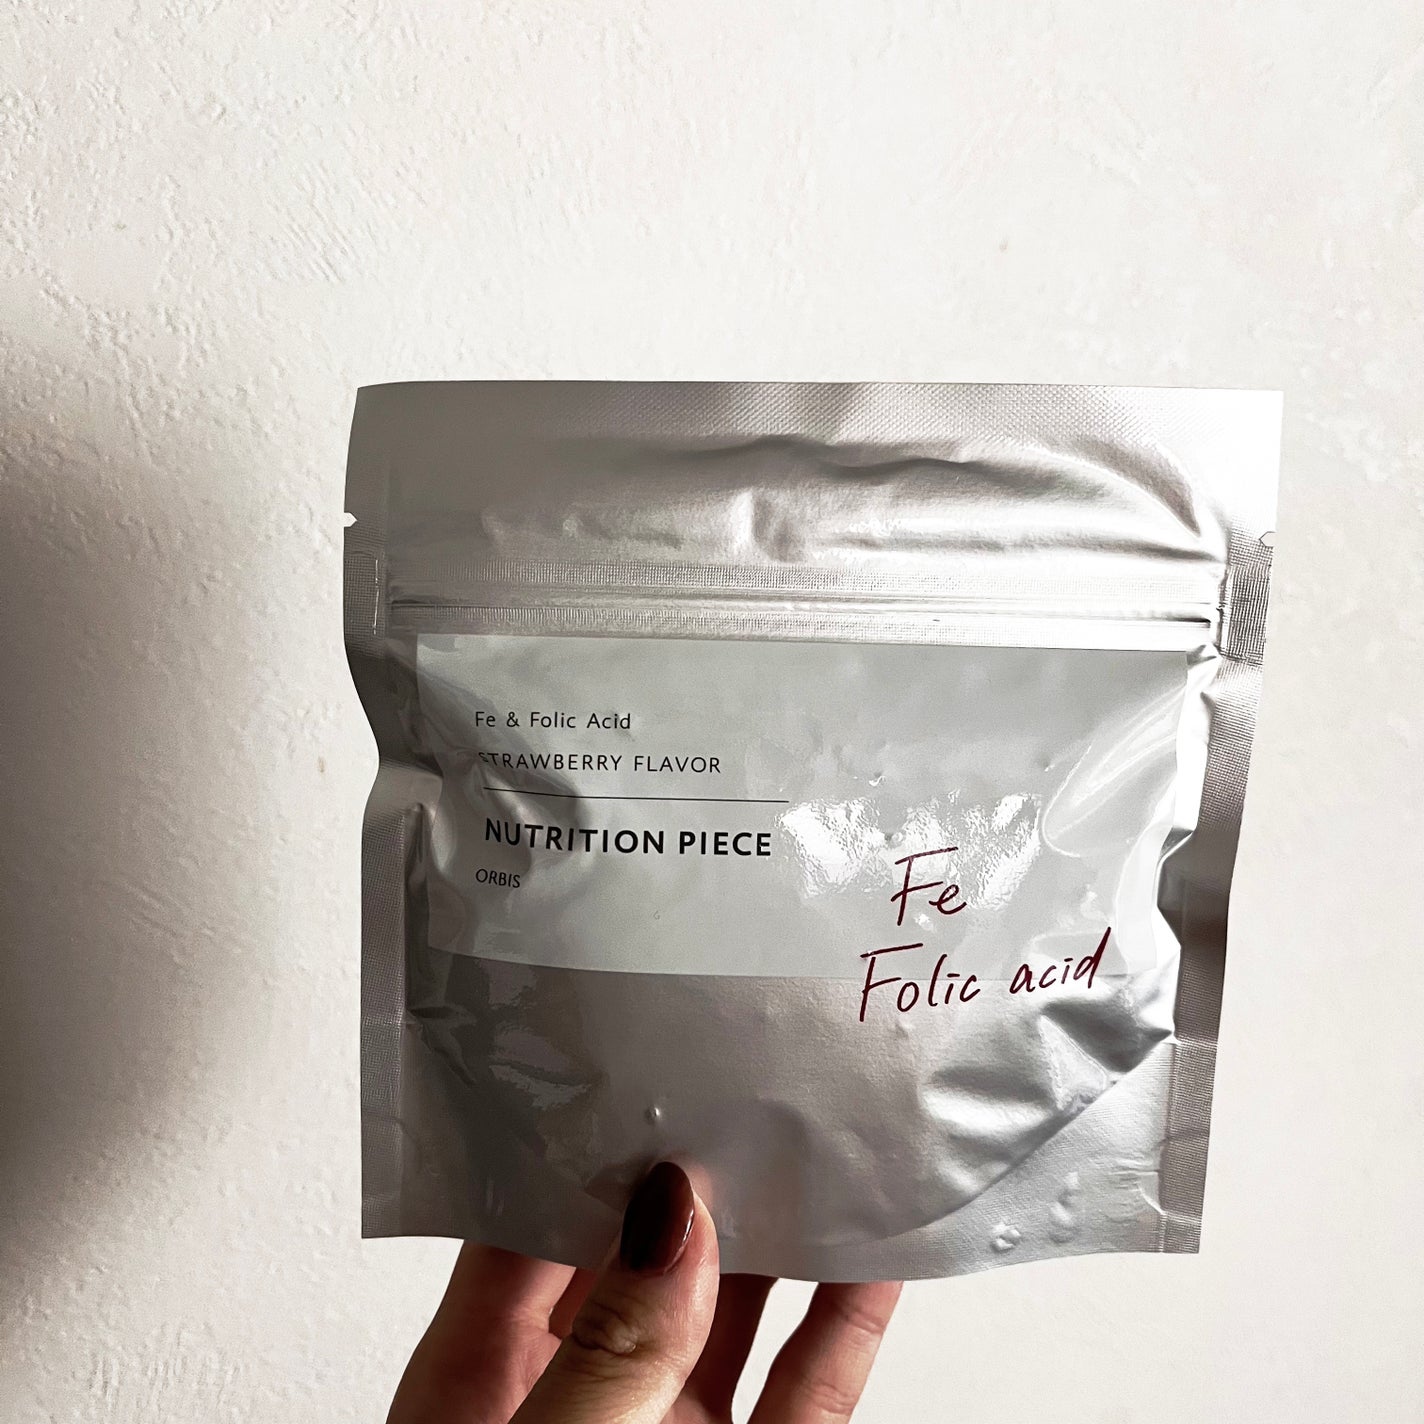 Fe & Folic Acid
STRAWBERRY FLAVOR
NUTRITION PIECE
ORBIS
Fe
Folic acid